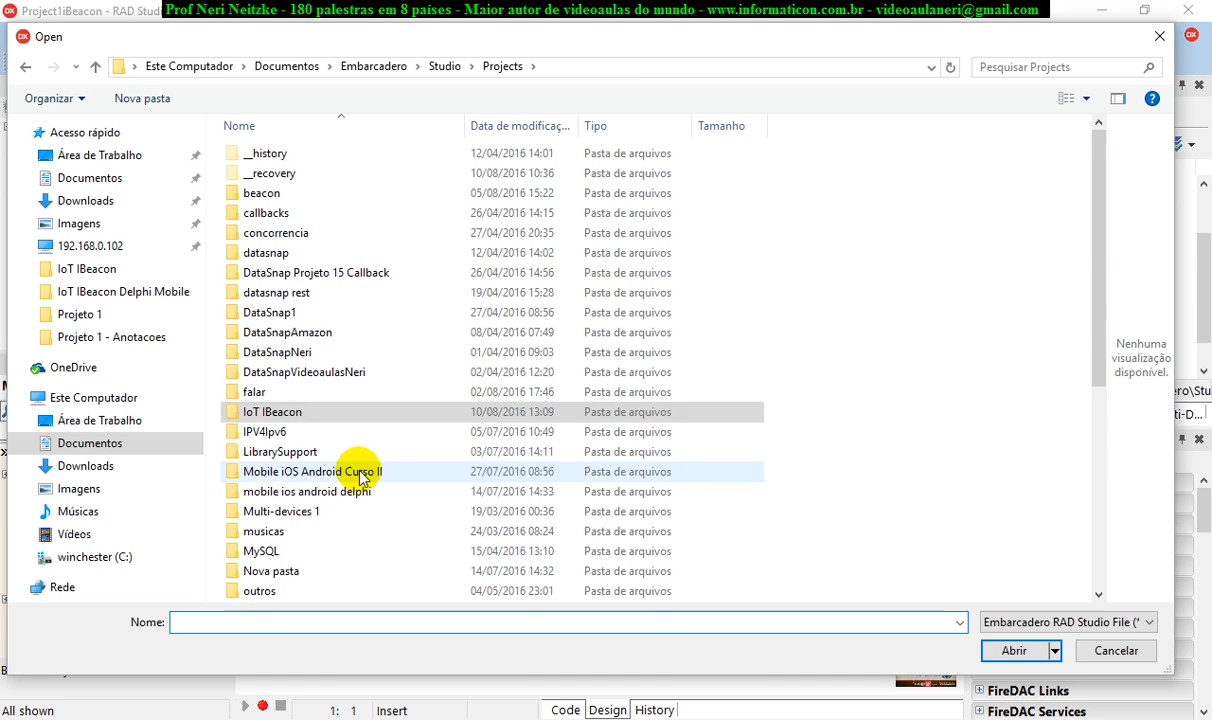 Project1iBeacon - RAD Stud
Prof Neri Neitzke - 180 palestras em 8 países - Maior autor de videoaulas do mundo - www.informaticon.com.br - videoaulaneri@gmail.com
Open
Este Computador > Documentos > Embarcadero > Studio > Projects >
Pesquisar Projects
Organizar
Nova pasta
Nome
Data de modificaç...
Tipo
Tamanho
Acesso rápido
Área de Trabalho
Documentos
Downloads
Imagens
192.168.0.102
IoT IBeacon
IoT IBeacon Delphi Mobile
Projeto 1
Projeto 1 - Anotacoes
OneDrive
Este Computador
Área de Trabalho
Documentos
Downloads
Imagens
Músicas
Vídeos
winchester (C:)
Rede
__history 12/04/2016 14:01 Pasta de arquivos
__recovery 10/08/2016 10:36 Pasta de arquivos
beacon 05/08/2016 15:22 Pasta de arquivos
callbacks 26/04/2016 14:15 Pasta de arquivos
concorrencia 27/04/2016 20:35 Pasta de arquivos
datasnap 12/04/2016 14:02 Pasta de arquivos
DataSnap Projeto 15 Callback 26/04/2016 14:56 Pasta de arquivos
datasnap rest 19/04/2016 15:28 Pasta de arquivos
DataSnap1 27/04/2016 08:56 Pasta de arquivos
DataSnapAmazon 08/04/2016 07:49 Pasta de arquivos
DataSnapNeri 01/04/2016 09:03 Pasta de arquivos
DataSnapVideoaulasNeri 02/04/2016 12:20 Pasta de arquivos
falar 02/08/2016 17:46 Pasta de arquivos
IoT IBeacon 10/08/2016 13:09 Pasta de arquivos
IPV4Ipv6 05/07/2016 10:49 Pasta de arquivos
LibrarySupport 03/07/2016 14:11 Pasta de arquivos
Mobile iOS Android Curso II 27/07/2016 08:56 Pasta de arquivos
mobile ios android delphi 14/07/2016 14:33 Pasta de arquivos
Multi-devices 1 19/03/2016 00:36 Pasta de arquivos
musicas 24/03/2016 08:24 Pasta de arquivos
MySQL 15/04/2016 13:10 Pasta de arquivos
Nova pasta 14/07/2016 14:32 Pasta de arquivos
outros 04/05/2016 23:01 Pasta de arquivos
Nenhuma
visualização
disponível.
Nome:
Embarcadero RAD Studio File (*
Abrir
Cancelar
ro\Stu
ti-D...
FireDAC Links
FireDAC Services
All shown
1: 1
Insert
Code
Design
History